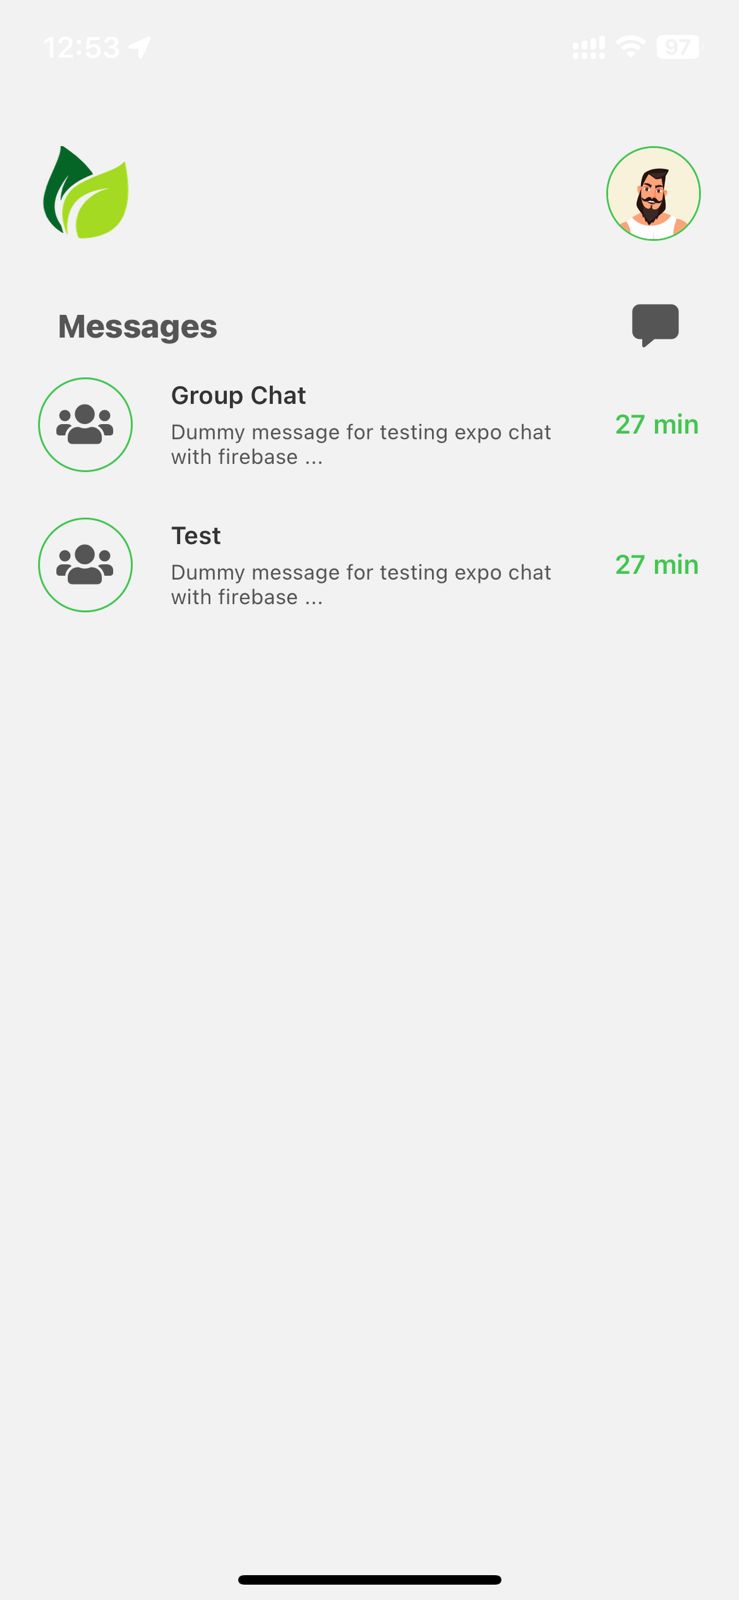 12:53
97
Messages
Group Chat
Dummy message for testing expo chat
with firebase ...
27 min
Test
Dummy message for testing expo chat
with firebase ...
27 min